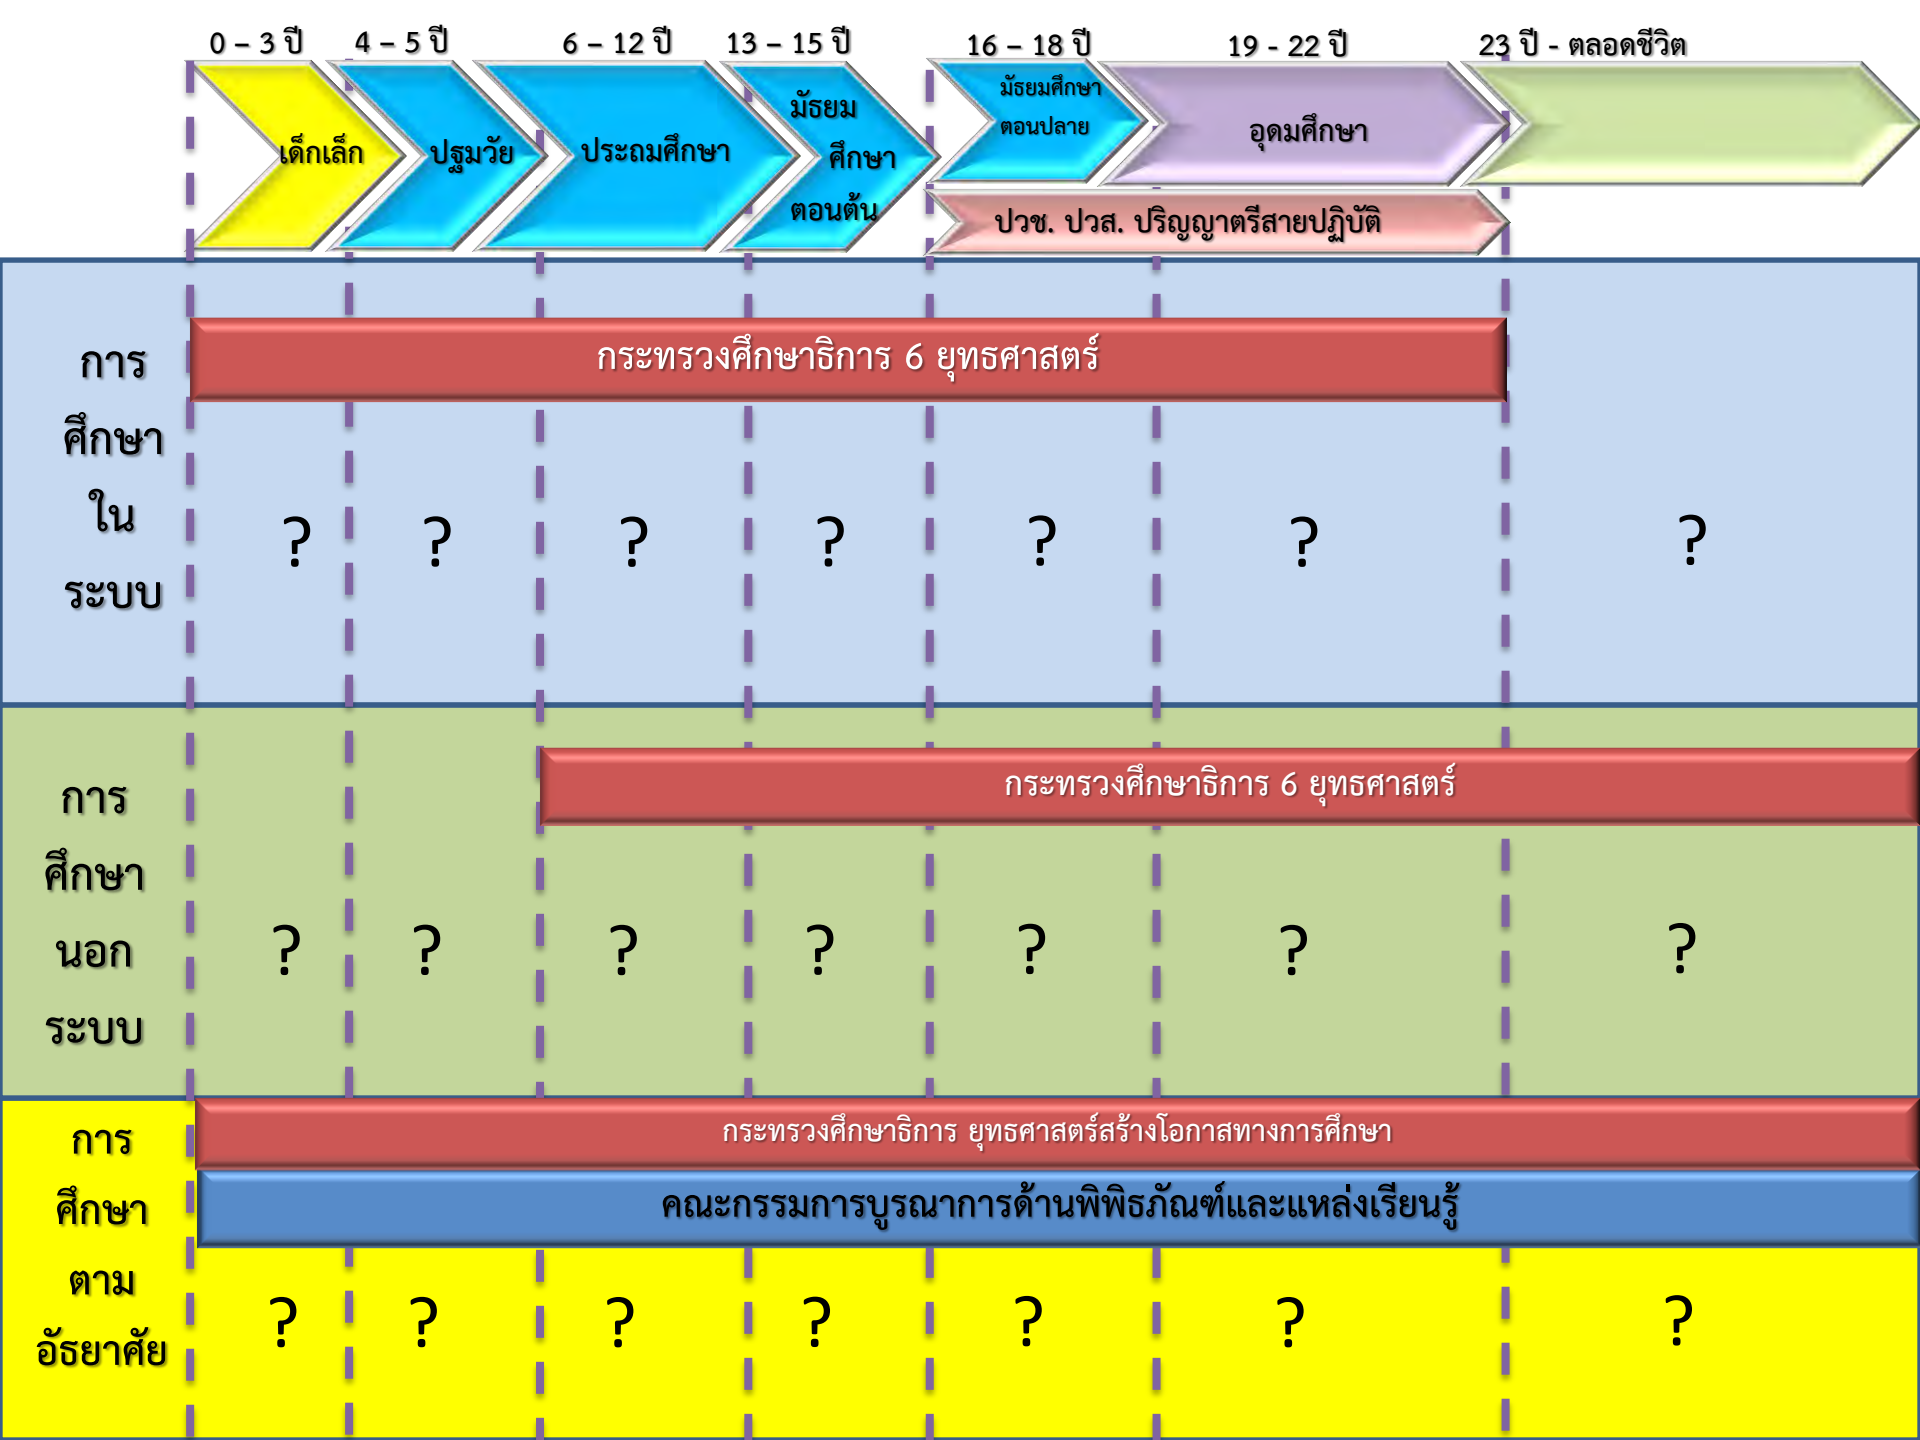 0 – 3 ปี
4 – 5 ปี
6 – 12 ปี
13 – 15 ปี
16 – 18 ปี
19 - 22 ปี
23 ปี - ตลอดชีวิต
เด็กเล็ก
ปฐมวัย
ประถมศึกษา
มัธยม
ศึกษา
ตอนต้น
มัธยมศึกษา
ตอนปลาย
อุดมศึกษา
ปวช. ปวส. ปริญญาตรีสายปฏิบัติ
การ
ศึกษา
ใน
ระบบ
กระทรวงศึกษาธิการ 6 ยุทธศาสตร์
? ? ? ? ? ? ?
การ
ศึกษา
นอก
ระบบ
กระทรวงศึกษาธิการ 6 ยุทธศาสตร์
? ? ? ? ? ? ?
การ
ศึกษา
ตาม
อัธยาศัย
กระทรวงศึกษาธิการ ยุทธศาสตร์สร้างโอกาสทางการศึกษา
คณะกรรมการบูรณาการด้านพิพิธภัณฑ์และแหล่งเรียนรู้
? ? ? ? ? ? ?